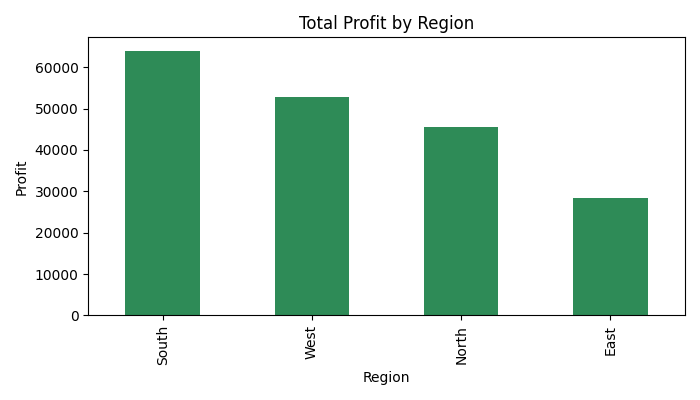 Total Profit by Region
Profit
60000
50000
40000
30000
20000
10000
0
South
West
North
East
Region